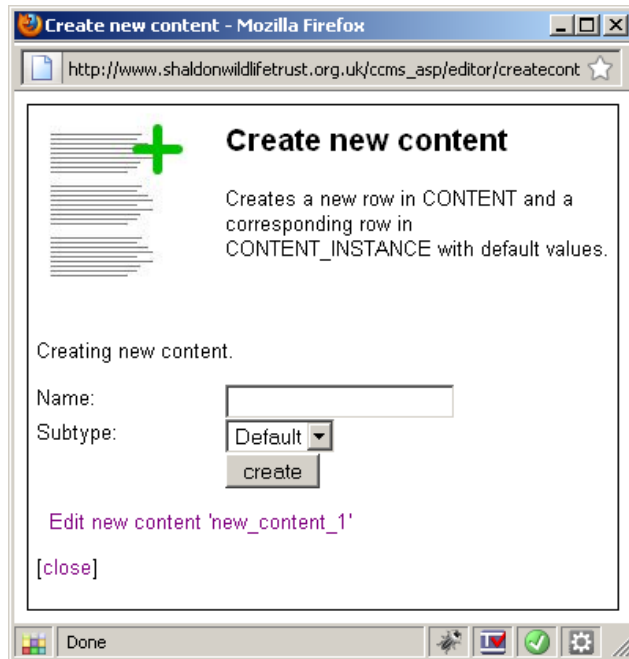 Create new content - Mozilla Firefox
http://www.shaldonwildlifetrust.org.uk/ccms_asp/editor/createcont
Create new content
Creates a new row in CONTENT and a
corresponding row in
CONTENT_INSTANCE with default values.
Creating new content.
Name:
Subtype:
Default
create
Edit new content 'new_content_1'
[close]
Done